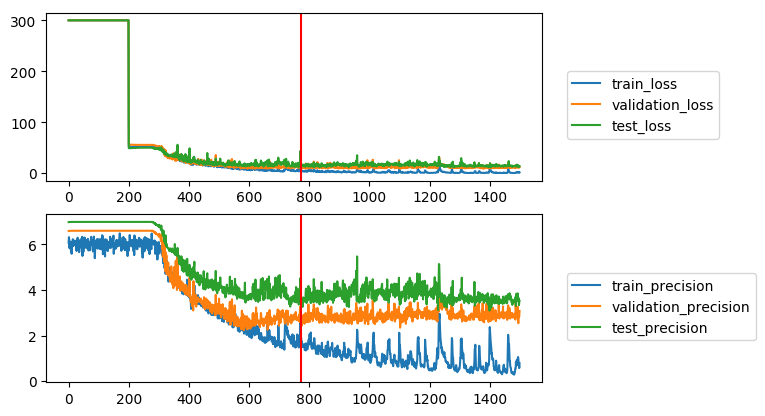 300
200
100
0
0 200 400 600 800 1000 1200 1400
train_loss
validation_loss
test_loss
6
4
2
0
0 200 400 600 800 1000 1200 1400
train_precision
validation_precision
test_precision